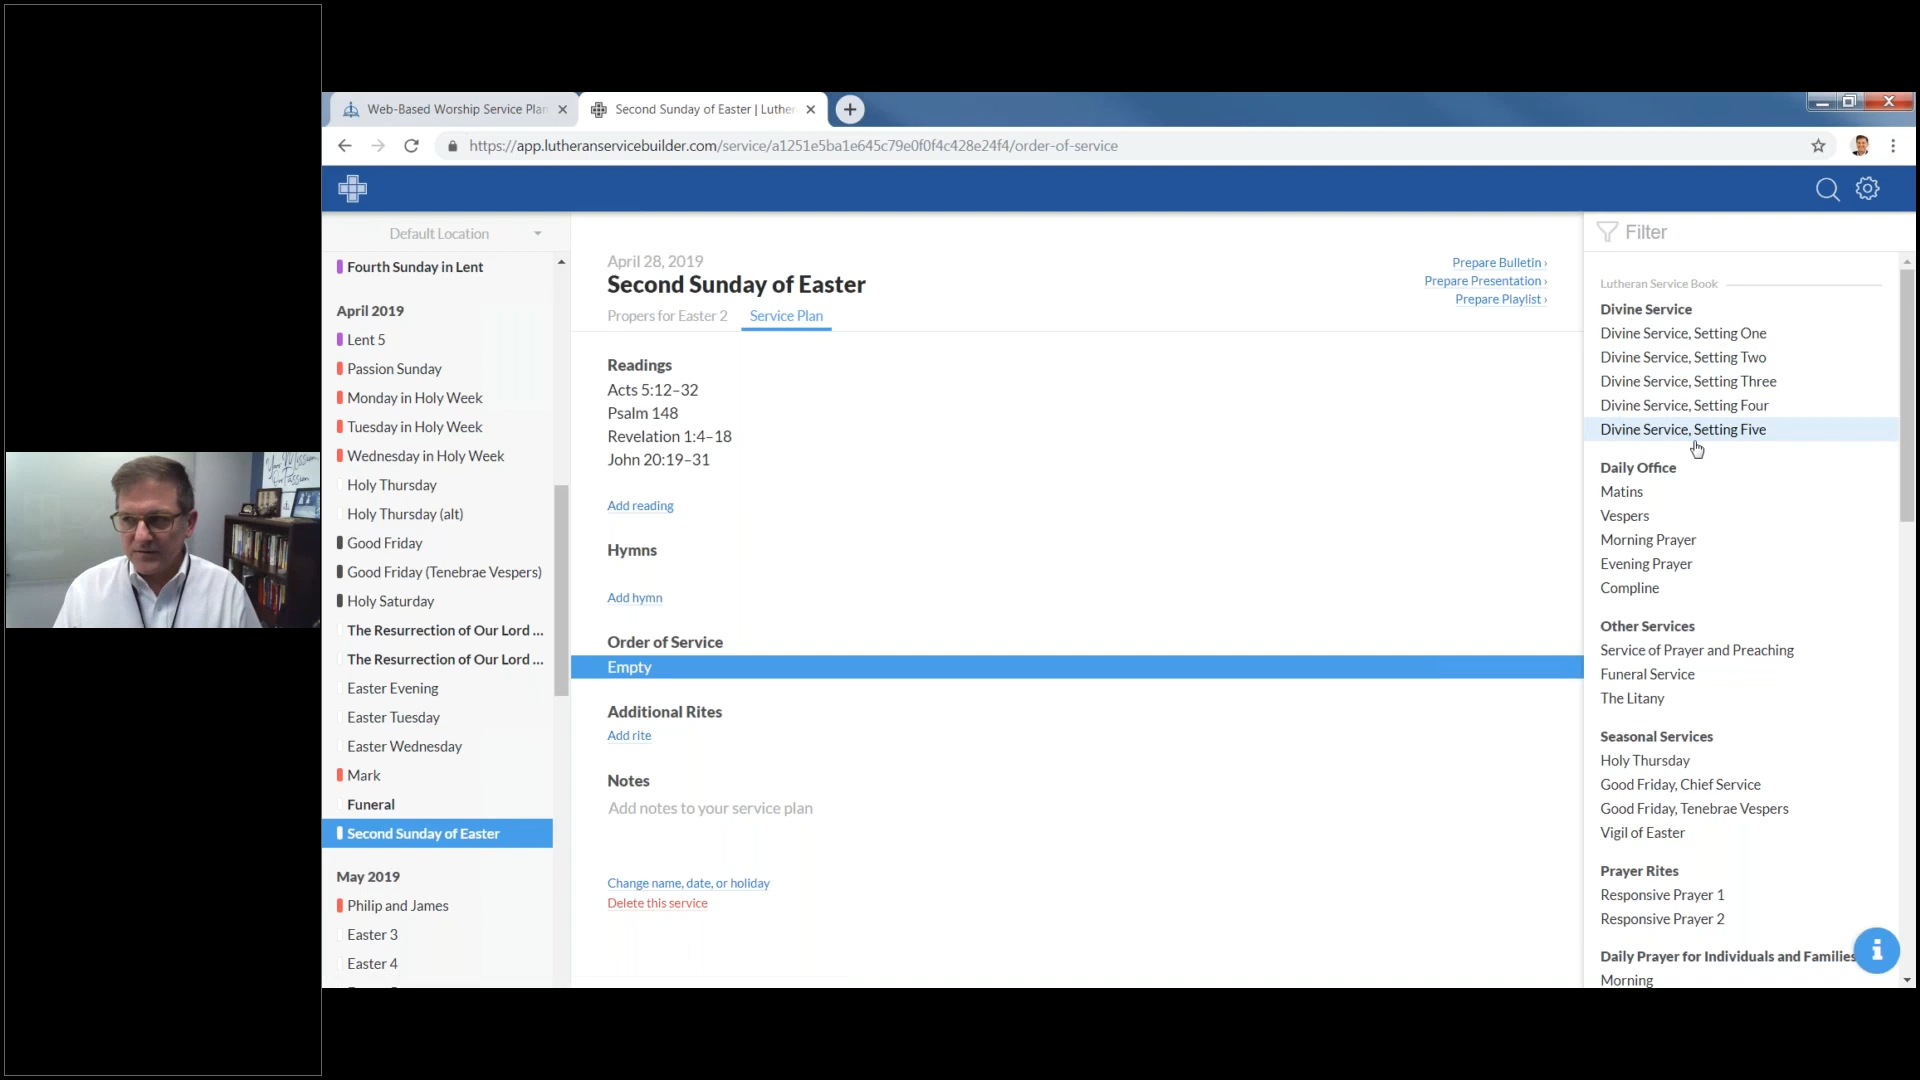 Web-Based Worship Service Plan
Second Sunday of Easter | Luther
https://app.lutheranservicebuilder.com/service/a1251e5ba1e645c79e0f0f4c428e24f4/order-of-service
Default Location
Fourth Sunday in Lent
April 2019
Lent 5
Passion Sunday
Monday in Holy Week
Tuesday in Holy Week
Wednesday in Holy Week
Holy Thursday
Holy Thursday (alt)
Good Friday
Good Friday (Tenebrae Vespers)
Holy Saturday
The Resurrection of Our Lord ...
The Resurrection of Our Lord ...
Easter Evening
Easter Tuesday
Easter Wednesday
Mark
Funeral
Second Sunday of Easter
May 2019
Philip and James
Easter 3
Easter 4
April 28, 2019
Second Sunday of Easter
Propers for Easter 2
Service Plan
Prepare Bulletin ›
Prepare Presentation ›
Prepare Playlist ›
Readings
Acts 5:12–32
Psalm 148
Revelation 1:4–18
John 20:19–31
Add reading
Hymns
Add hymn
Order of Service
Empty
Additional Rites
Add rite
Notes
Add notes to your service plan
Change name, date, or holiday
Delete this service
Filter
Lutheran Service Book
Divine Service
Divine Service, Setting One
Divine Service, Setting Two
Divine Service, Setting Three
Divine Service, Setting Four
Divine Service, Setting Five
Daily Office
Matins
Vespers
Morning Prayer
Evening Prayer
Compline
Other Services
Service of Prayer and Preaching
Funeral Service
The Litany
Seasonal Services
Holy Thursday
Good Friday, Chief Service
Good Friday, Tenebrae Vespers
Vigil of Easter
Prayer Rites
Responsive Prayer 1
Responsive Prayer 2
Daily Prayer for Individuals and Families
Morning